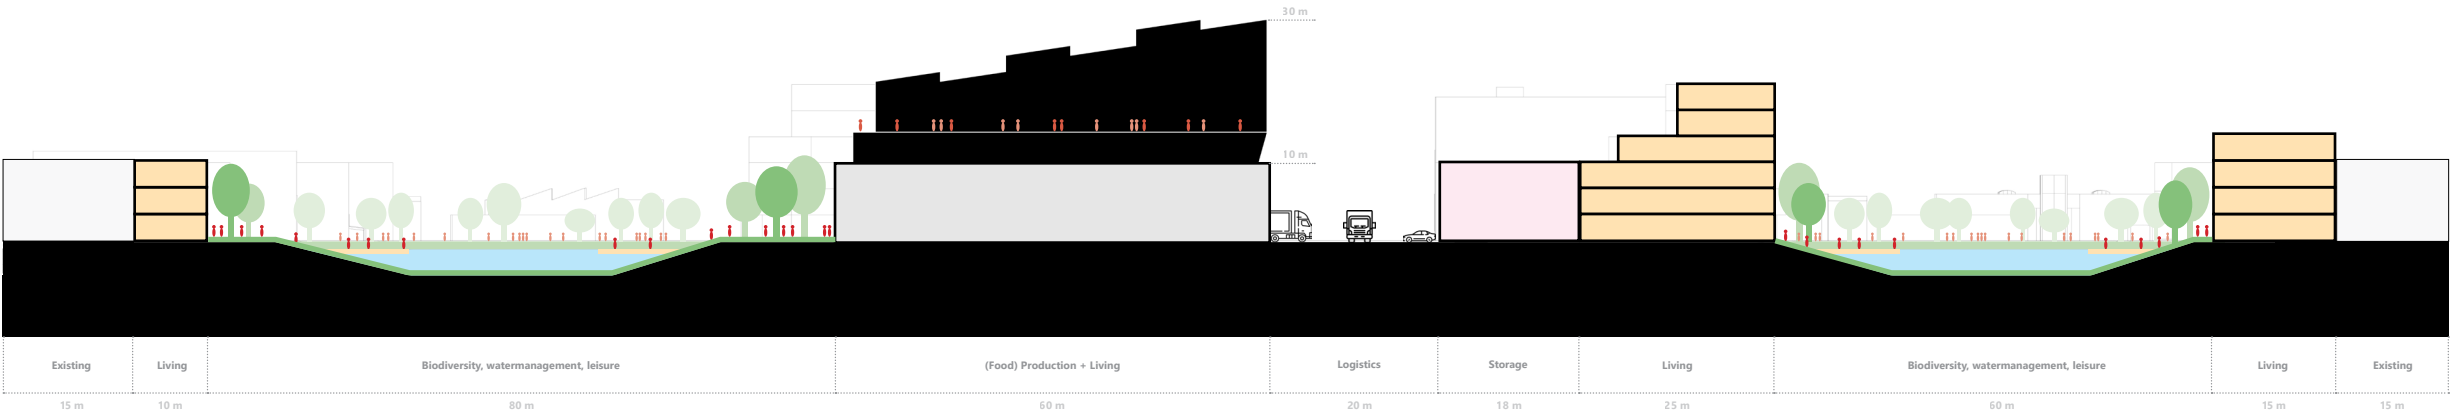 30 m
10 m
Existing
Living
Biodiversity, watermanagement, leisure
(Food) Production + Living
Logistics
Storage
Living
Biodiversity, watermanagement, leisure
Living
Existing
15 m
10 m
80 m
60 m
20 m
18 m
25 m
60 m
15 m
15 m